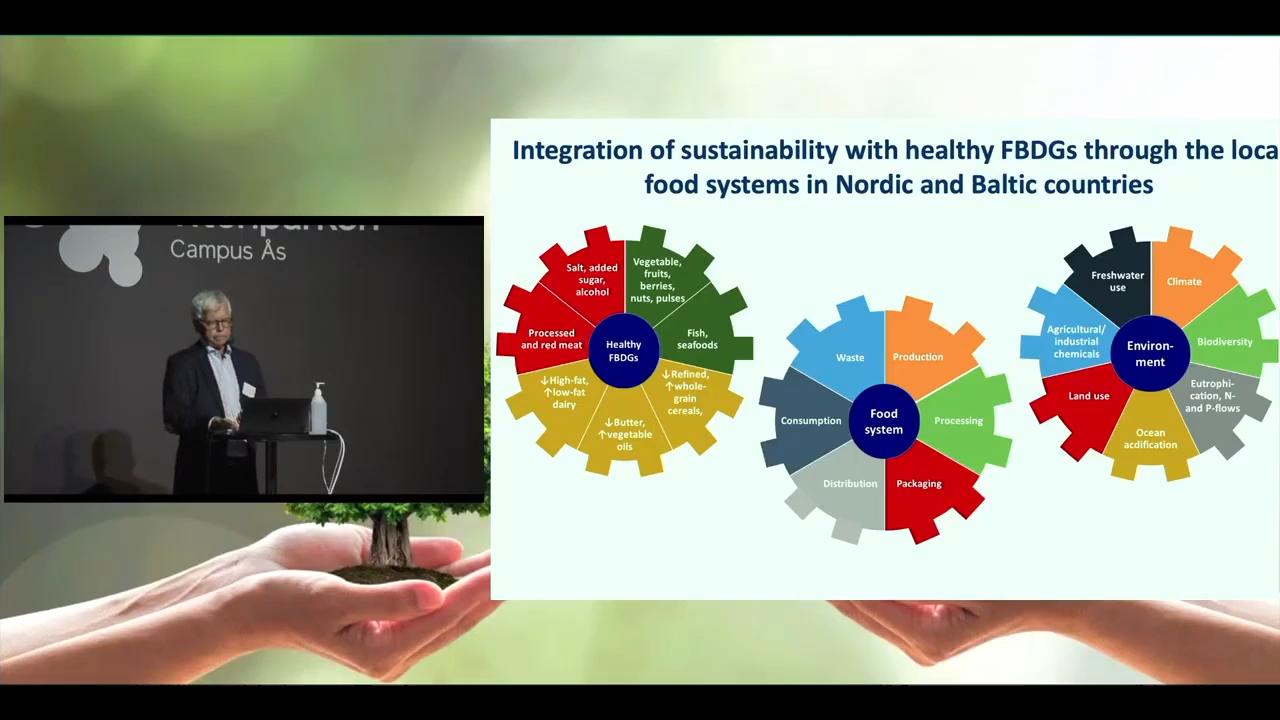 Campus Ås
Integration of sustainability with healthy FBDGs through the loca
food systems in Nordic and Baltic countries
Salt, added
sugar,
alcohol
Vegetable,
fruits,
berries,
nuts, pulses
Processed
and red meat
Fish,
seafoods
Healthy
FBDGs
↓High-fat,
↑low-fat
dairy
↓Refined,
↑whole-
grain
cereals,
↓Butter,
↑vegetable
oils
Waste
Production
Consumption
Food
system
Processing
Distribution
Packaging
Freshwater
use
Climate
Agricultural/
industrial
chemicals
Environ-
ment
Biodiversity
Land use
Eutrophi-
cation, N-
and P-flows
Ocean
acdification